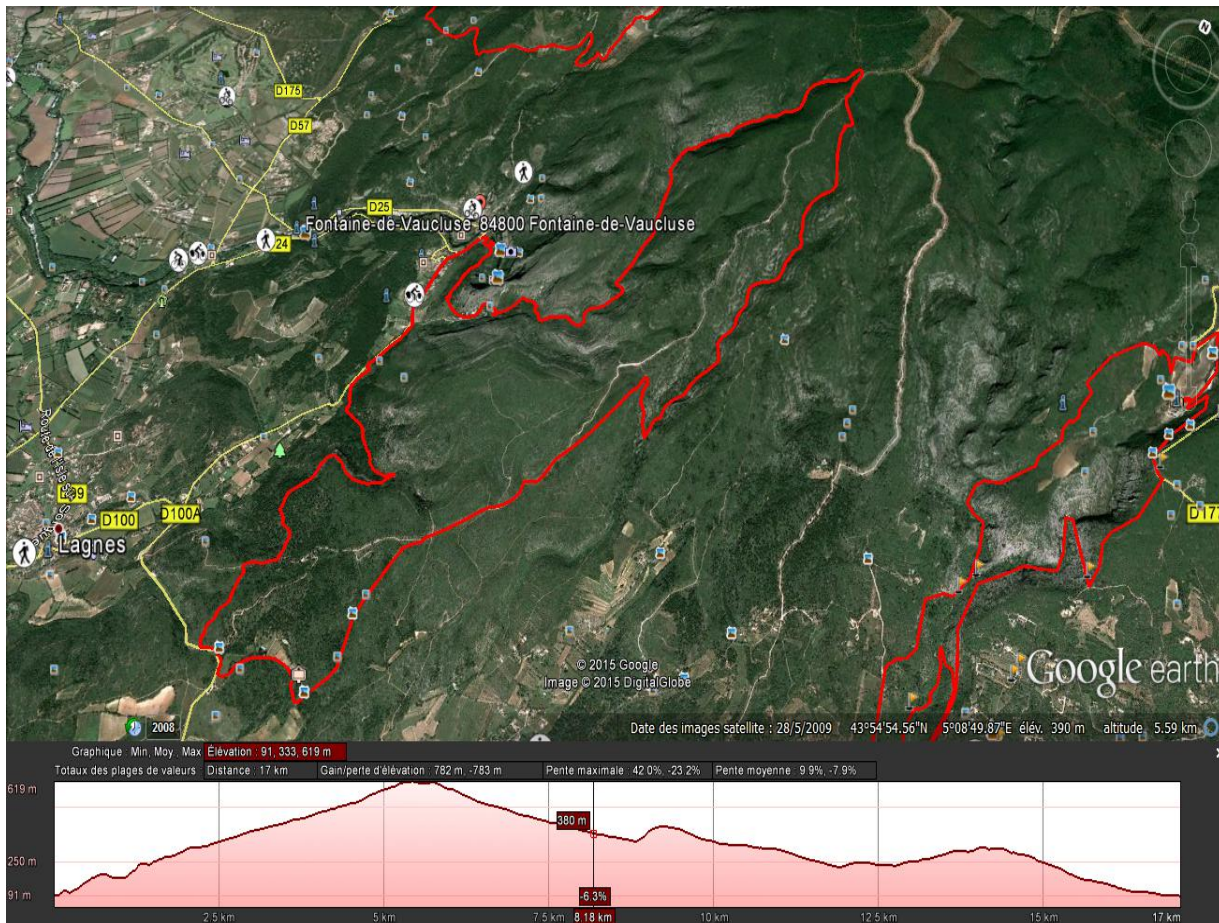 N
D175
D57
D25
Fontaine-de-Vaucluse 84800 Fontaine-de-Vaucluse
24
D99
D100
D100A
Lagnes
D177
© 2015 Google
Image © 2015 DigitalGlobe
Google earth
2008
Date des images satellite : 28/5/2009 43°54'54.56"N 5°08'49.87"E élév. 390 m altitude 5.59 km
Graphique : Min, Moy, Max Élévation : 91, 333, 619 m
Totaux des plages de valeurs Distance : 17 km Gain/perte d'élévation : 782 m, -783 m Pente maximale : 42.0%, -23.2% Pente moyenne : 9.9%, -7.9%
619 m
380 m
250 m
91 m
-6.3%
2.5 km 5 km 7.5 km 8.18 km 10 km 12.5 km 15 km 17 km